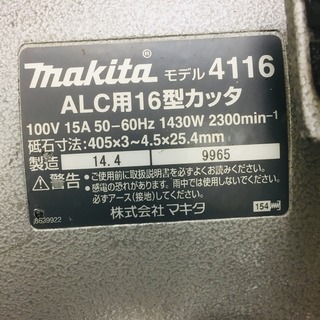 makita® モデル 4116
ALC用16型カッタ
100V 15A 50-60Hz 1430W 2300min-1
砥石寸法:405×3～4.5×25.4mm
製造 14.4 9965
⚠警告 ・ご使用前に取扱説明書を必ずよくお読みください。
・感電の恐れがあります。雨中では使用しないでください。
必ずアース(接地)してください。
株式会社マキタ
154
8639922